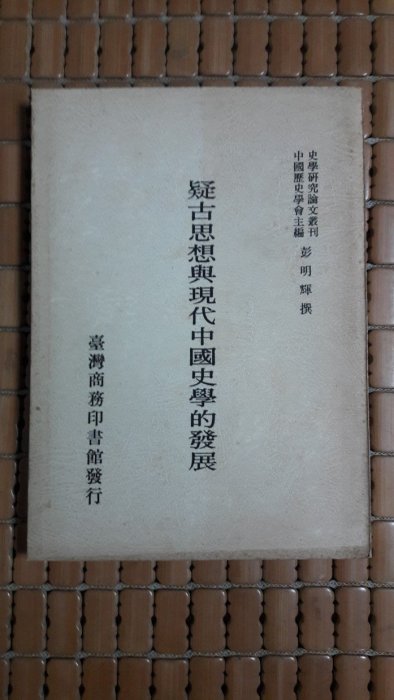 史學研究論文叢刊
中國歷史學會主編
彭明輝撰
疑古思想與現代中國史學的發展
臺灣商務印書館發行